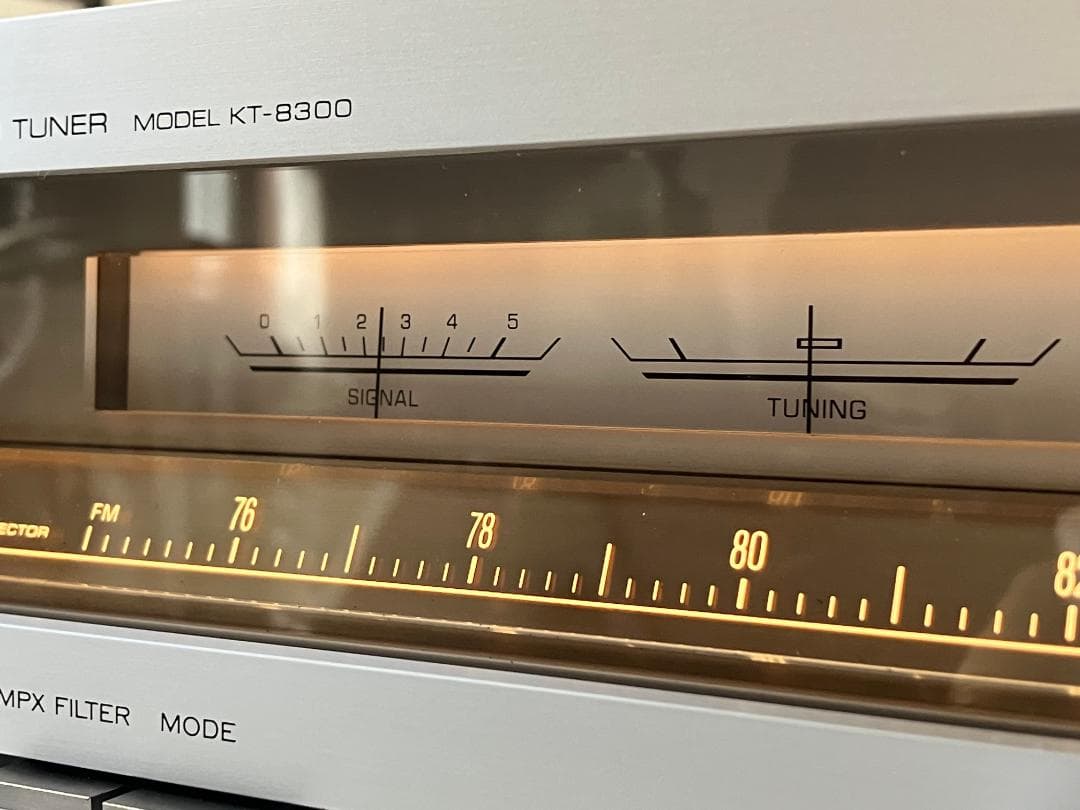 TUNER MODEL KT-8300
0 1 2 3 4 5
SIGNAL
TUNING
FM 76 78 80
ECTOR
MPX FILTER MODE